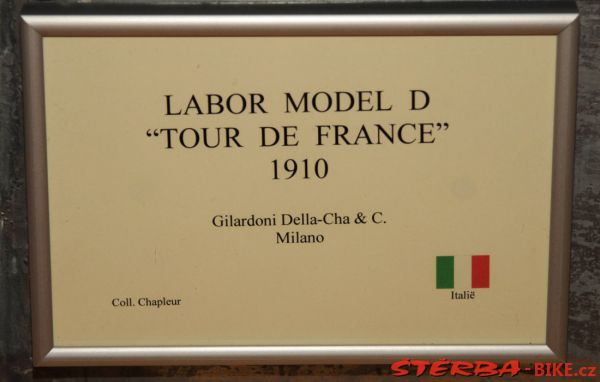 LABOR MODEL D
“TOUR DE FRANCE”
1910
Gilardoni Della-Cha & C.
Milano
Italië
Coll. Chapleur
ŠTĚRBA-BIKE.cz